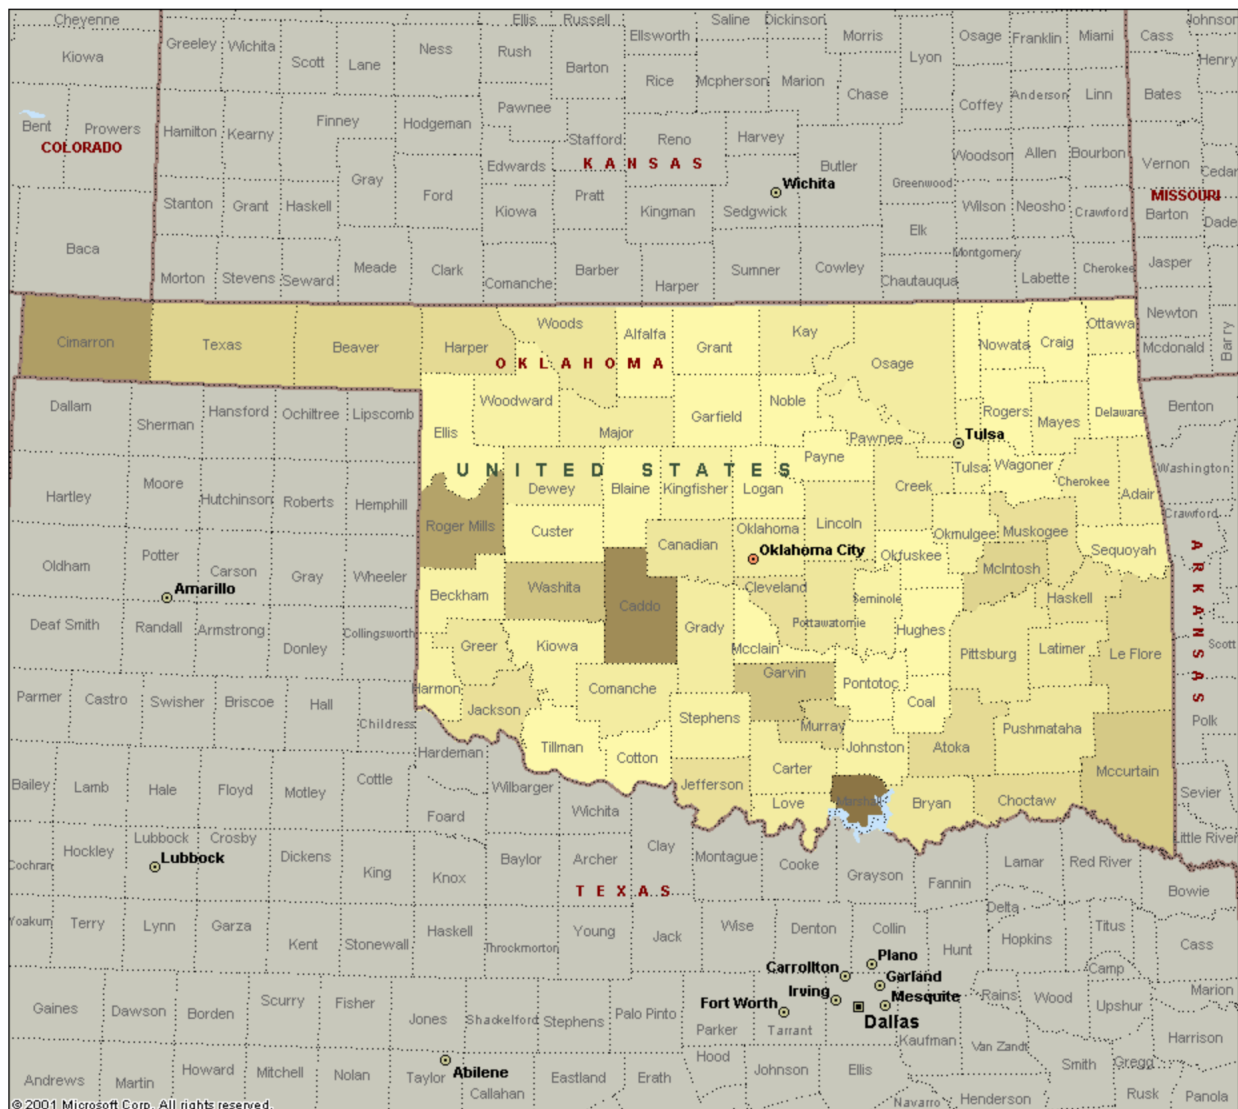 Cheyenne Ellis Russell Saline Dickinson Johnson
Greeley Wichita Scott Lane Ness Rush Ellsworth Morris Lyon Osage Franklin Miami Cass
Kiowa Barton Rice Mcpherson Marion Henry
Chase Coffey Anderson Linn Bates
Bent Prowers Hamilton Kearny Finney Hodgeman Pawnee Stafford Reno Harvey
COLORADO Edwards KANSAS Butler Woodson Allen Bourbon Vernon Cedar
Gray Ford Pratt Wichita Greenwood MISSOURI
Stanton Grant Haskell Kiowa Kingman Sedgwick Wilson Neosho Crawford Barton Dade
Baca Elk
Morton Stevens Seward Meade Clark Comanche Barber Harper Sumner Cowley Chautauqua Montgomery Labette Cherokee Jasper
Newton
Cimarron Texas Beaver Harper Woods Alfalfa Grant Kay Osage Nowata Craig Ottawa Mcdonald Barry
OKLAHOMA
Dallam Sherman Hansford Ochiltree Lipscomb Ellis Woodward Major Garfield Noble Pawnee Rogers Mayes Delaware Benton
Tulsa
UNITED STATES
Hartley Moore Hutchinson Roberts Hemphill Dewey Blaine Kingfisher Logan Payne Creek Tulsa Wagoner Cherokee Adair Washington
Crawford
Roger Mills Custer Canadian Oklahoma Lincoln Okmulgee Muskogee Sequoyah
Oldham Potter Carson Gray Wheeler Oklahoma City Okfuskee Mcintosh ARKANSAS
Amarillo Beckham Washita Caddo Cleveland Seminole Haskell
Deaf Smith Randall Armstrong Donley Collingsworth Greer Kiowa Grady Mcclain Pottawatomie Hughes Pittsburg Latimer Le Flore Scott
Parmer Castro Swisher Briscoe Hall Childress Harmon Jackson Comanche Garvin Pontotoc Coal
Hardeman Tillman Cotton Stephens Murray Johnston Atoka Pushmataha Polk
Bailey Lamb Hale Floyd Motley Cottle Wilbarger Jefferson Carter Mccurtain
Foard Wichita Love Marshall Bryan Choctaw Sevier
Cochran Hockley Lubbock Crosby Dickens King Knox Baylor Archer Clay Montague Cooke Grayson Fannin Lamar Red River Little River
Lubbock TEXAS Bowie
Yoakum Terry Lynn Garza Kent Stonewall Haskell Throckmorton Young Jack Wise Denton Collin Hunt Delta Hopkins Titus Cass
Plano
Carrollton Garland Camp
Gaines Dawson Borden Scurry Fisher Jones Shackelford Stephens Palo Pinto Fort Worth Irving Mesquite Rains Wood Upshur Marion
Parker Tarrant Dallas Kaufman Van Zandt Harrison
Andrews Martin Howard Mitchell Nolan Taylor Abilene Callahan Eastland Erath Hood Johnson Ellis Navarro Henderson Smith Gregg Rusk Panola
© 2001 Microsoft Corp. All rights reserved.